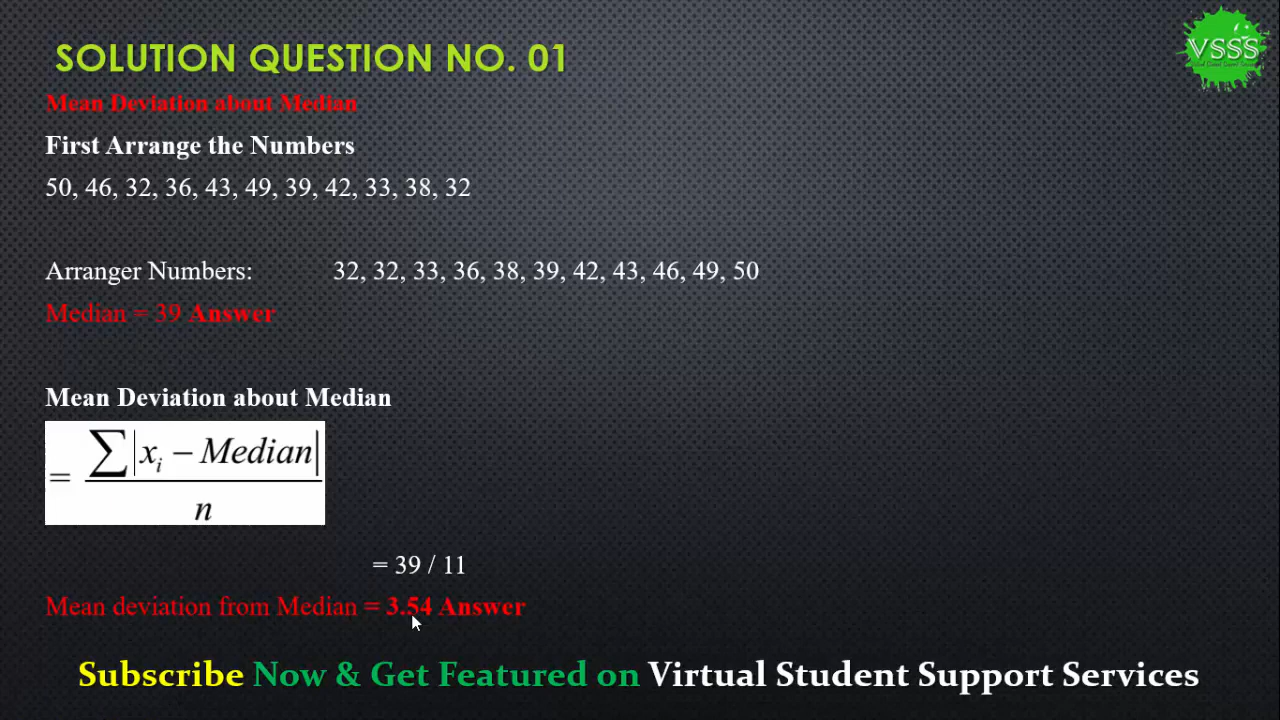 SOLUTION QUESTION NO. 01
VSSS
Mean Deviation about Median
First Arrange the Numbers
50, 46, 32, 36, 43, 49, 39, 42, 33, 38, 32
Arranger Numbers: 32, 32, 33, 36, 38, 39, 42, 43, 46, 49, 50
Median = 39 Answer
Mean Deviation about Median
= ∑|xᵢ − Median|
n
= 39 / 11
Mean deviation from Median = 3.54 Answer
Subscribe Now & Get Featured on Virtual Student Support Services